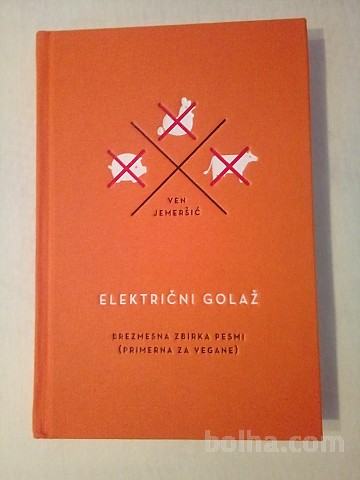 VEN
JEMERŠIĆ
ELEKTRIČNI GOLAŽ
BREZMESNA ZBIRKA PESMI
(PRIMERNA ZA VEGANE)
bolha.com